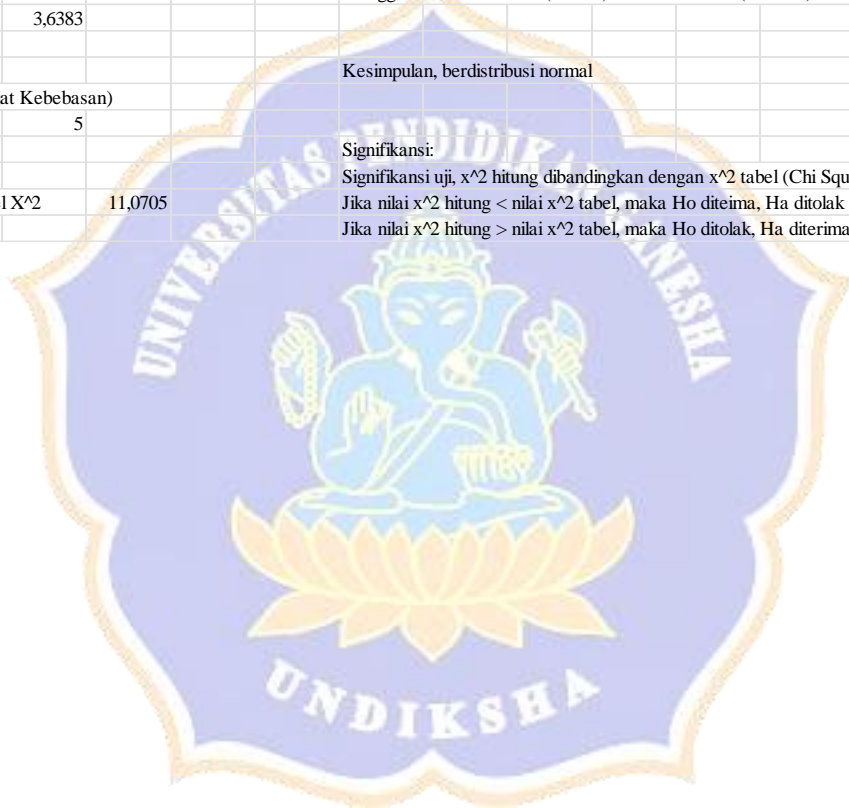 3,6383
Kesimpulan, berdistribusi normal
at Kebebasan)
5
Signifikansi:
Signifikansi uji, x^2 hitung dibandingkan dengan x^2 tabel (Chi Squ
l X^2 11,0705 Jika nilai x^2 hitung < nilai x^2 tabel, maka Ho diteima, Ha ditolak
Jika nilai x^2 hitung > nilai x^2 tabel, maka Ho ditolak, Ha diterima
UNIVERSITAS PENDIDIKAN GANESHA
UNDIKSHA